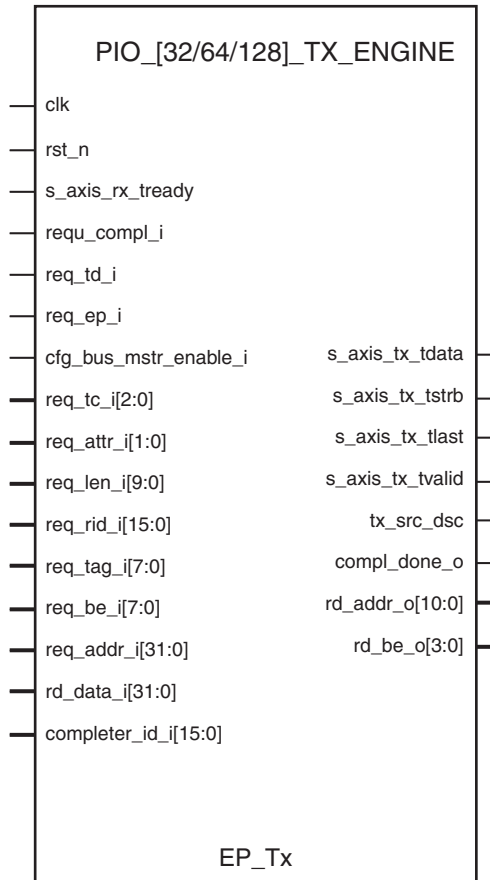 PIO_[32/64/128]_TX_ENGINE
clk
rst_n
s_axis_rx_tready
requ_compl_i
req_td_i
req_ep_i
cfg_bus_mstr_enable_i
req_tc_i[2:0]
req_attr_i[1:0]
req_len_i[9:0]
req_rid_i[15:0]
req_tag_i[7:0]
req_be_i[7:0]
req_addr_i[31:0]
rd_data_i[31:0]
completer_id_i[15:0]
s_axis_tx_tdata
s_axis_tx_tstrb
s_axis_tx_tlast
s_axis_tx_tvalid
tx_src_dsc
compl_done_o
rd_addr_o[10:0]
rd_be_o[3:0]
EP_Tx